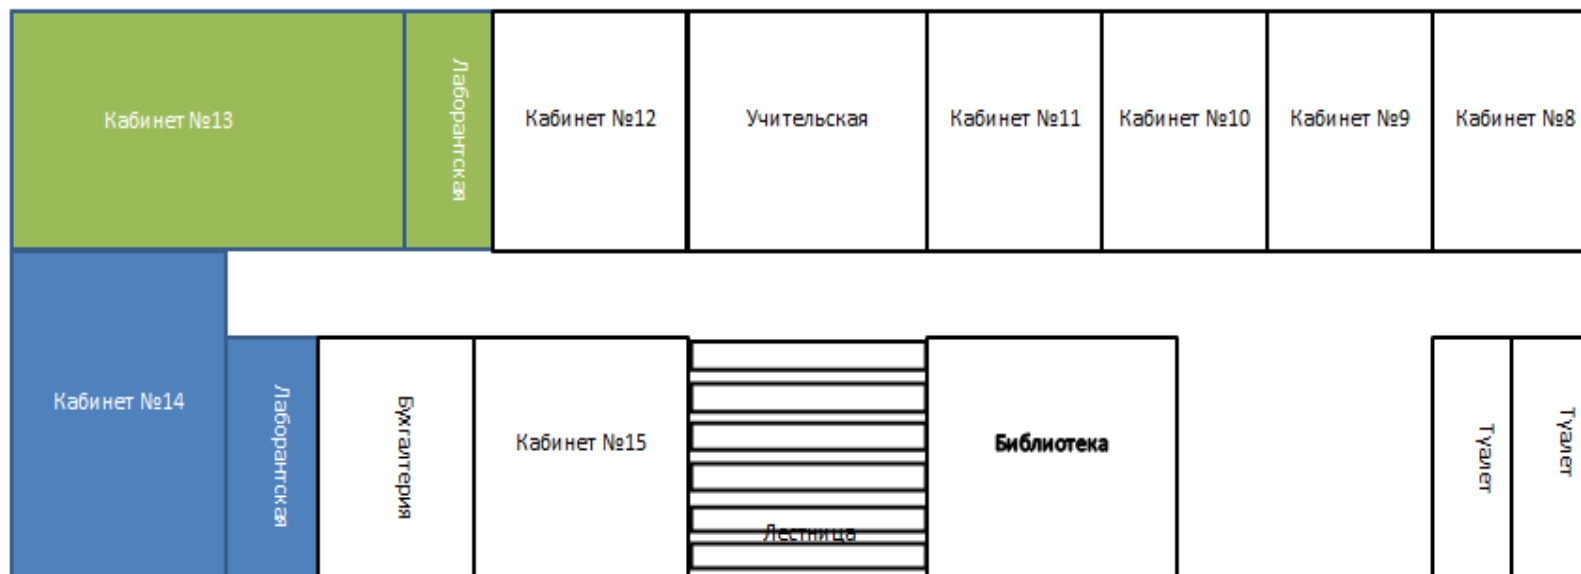 Кабинет №13
Лаборантская
Кабинет №12
Учительская
Кабинет №11
Кабинет №10
Кабинет №9
Кабинет №8
Кабинет №14
Лаборантская
Бухгалтерия
Кабинет №15
Лестница
Библиотека
Туалет
Туалет